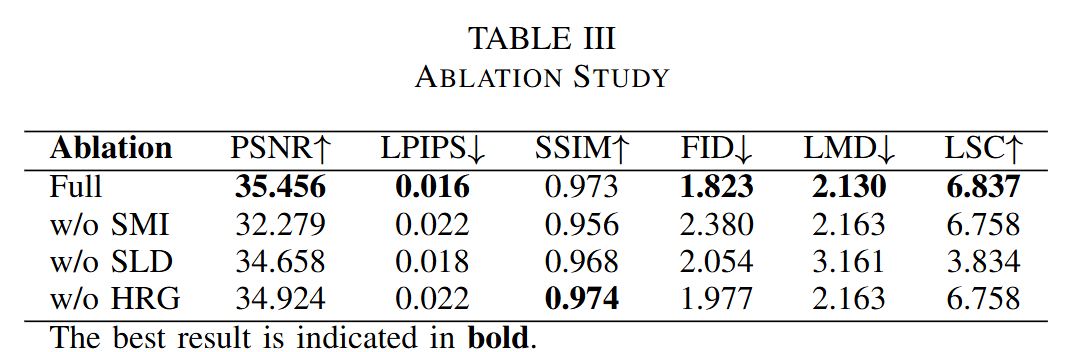 TABLE III
ABLATION STUDY
Ablation PSNR↑ LPIPS↓ SSIM↑ FID↓ LMD↓ LSC↑
Full 35.456 0.016 0.973 1.823 2.130 6.837
w/o SMI 32.279 0.022 0.956 2.380 2.163 6.758
w/o SLD 34.658 0.018 0.968 2.054 3.161 3.834
w/o HRG 34.924 0.022 0.974 1.977 2.163 6.758
The best result is indicated in bold.